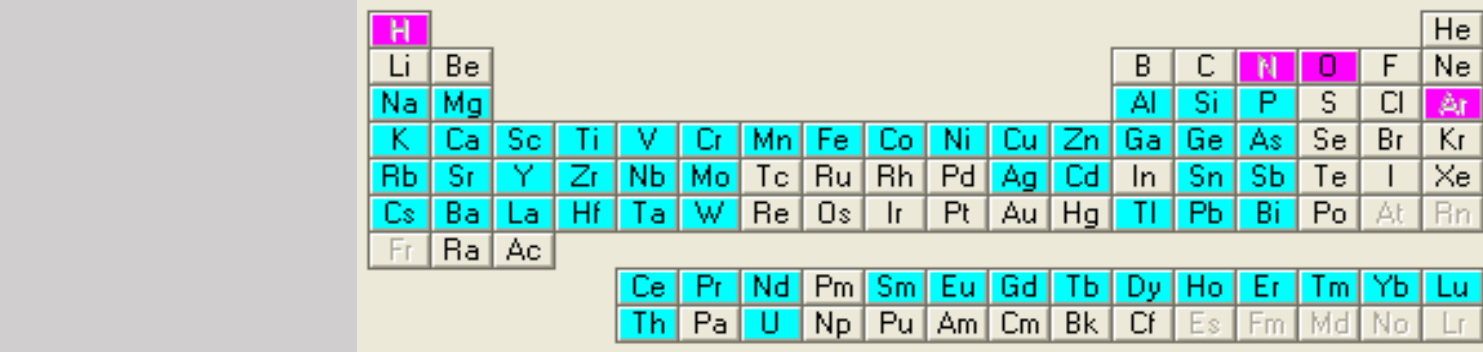 H He
Li Be B C N O F Ne
Na Mg Al Si P S Cl Ar
K Ca Sc Ti V Cr Mn Fe Co Ni Cu Zn Ga Ge As Se Br Kr
Rb Sr Y Zr Nb Mo Tc Ru Rh Pd Ag Cd In Sn Sb Te I Xe
Cs Ba La Hf Ta W Re Os Ir Pt Au Hg Tl Pb Bi Po At Rn
Fr Ra Ac
Ce Pr Nd Pm Sm Eu Gd Tb Dy Ho Er Tm Yb Lu
Th Pa U Np Pu Am Cm Bk Cf Es Fm Md No Lr